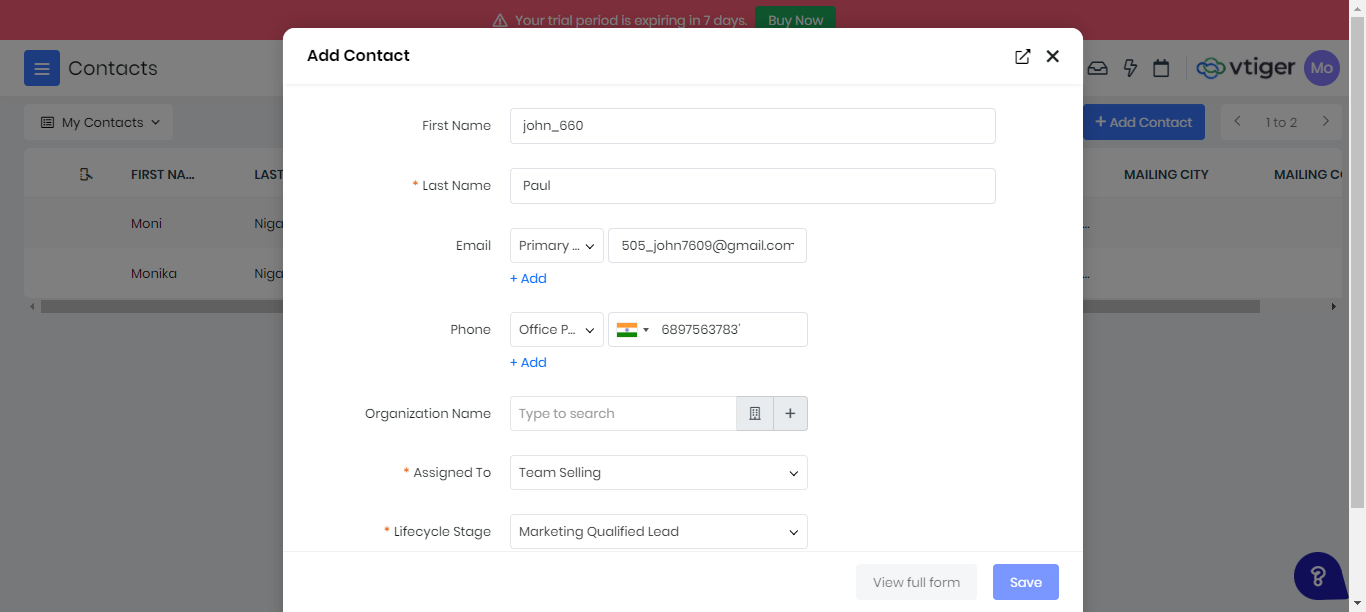 Your trial period is expiring in 7 days. Buy Now
Contacts
vtiger Mo
My Contacts
+ Add Contact
1 to 2
FIRST NA... LAST MAILING CITY MAILING CO
Moni Niga ...
Monika Niga ...
Add Contact
First Name john_660
* Last Name Paul
Email Primary ... 505_john7609@gmail.com
+ Add
Phone Office P... 6897563783'
+ Add
Organization Name Type to search +
* Assigned To Team Selling
* Lifecycle Stage Marketing Qualified Lead
View full form Save
?